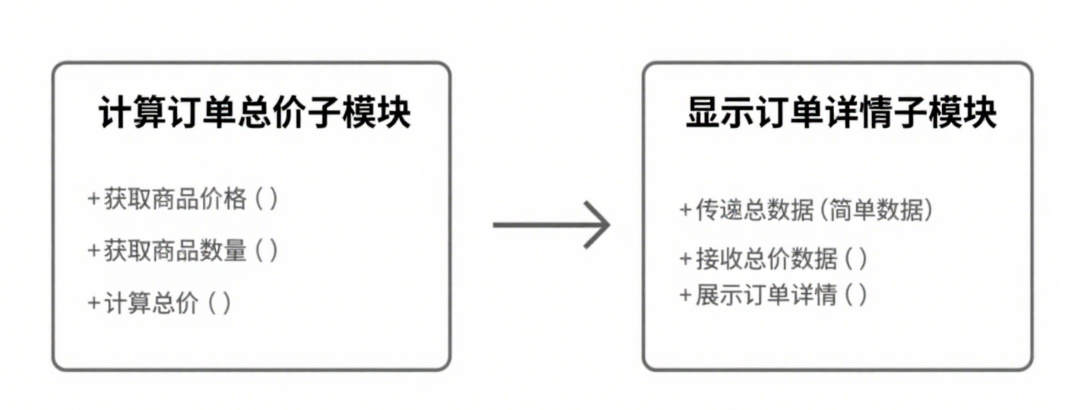 计算订单总价子模块
+获取商品价格()
+获取商品数量()
+计算总价()
显示订单详情子模块
+传递总数据(简单数据)
+接收总价数据()
+展示订单详情()